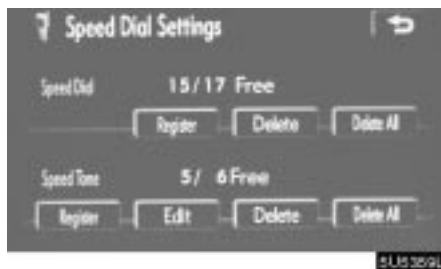 Speed Dial Settings
Speed Dial 15/17 Free
Register Delete Delete All
Speed Tone 5/ 6 Free
Register Edit Delete Delete All